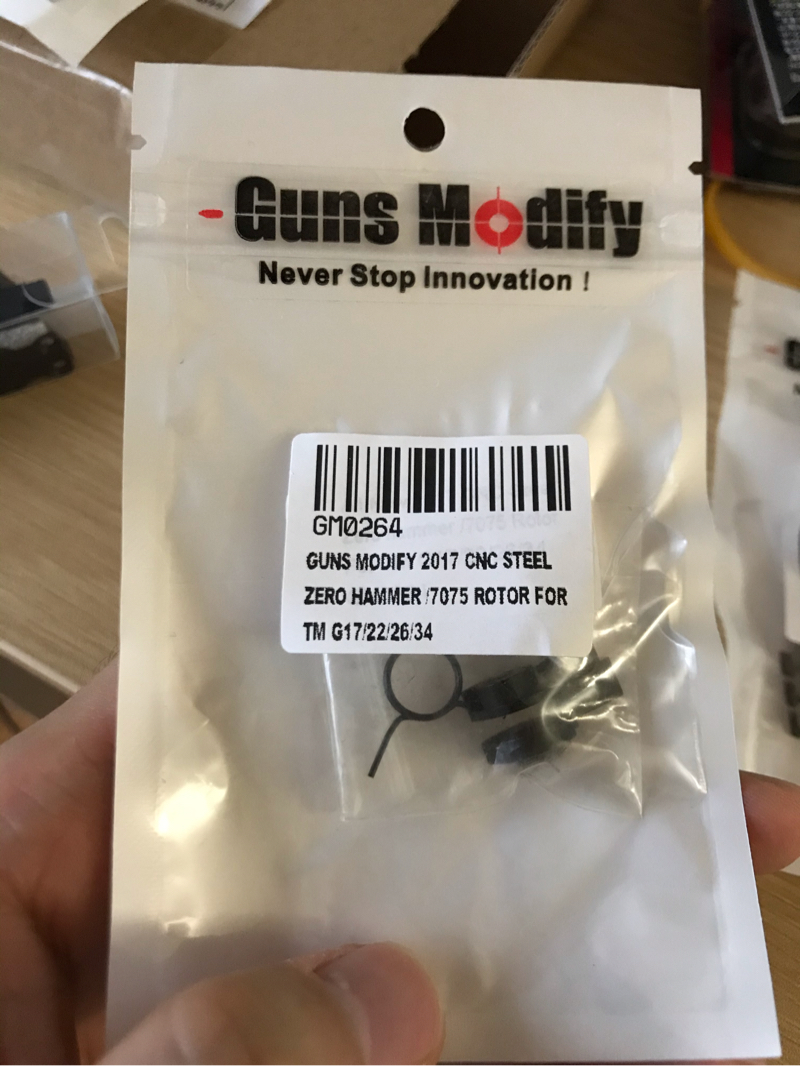 Guns Modify
Never Stop Innovation !
GM0264
GUNS MODIFY 2017 CNC STEEL
ZERO HAMMER /7075 ROTOR FOR
TM G17/22/26/34